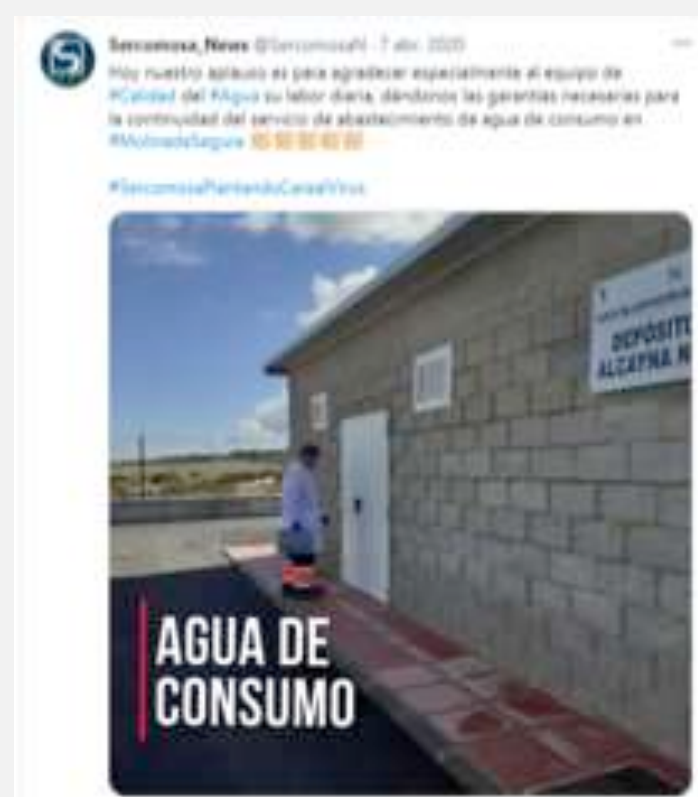 Sercomosa_News @SercomosaN · 7 abr. 2020
Hoy nuestro aplauso es para agradecer especialmente al equipo de
#Calidad del #Agua su labor diaria, dándonos las garantías necesarias para
la continuidad del servicio de abastecimiento de agua de consumo en
#MolinadeSegura
DEPÓSITO
ALCAYNA N
AGUA DE
CONSUMO